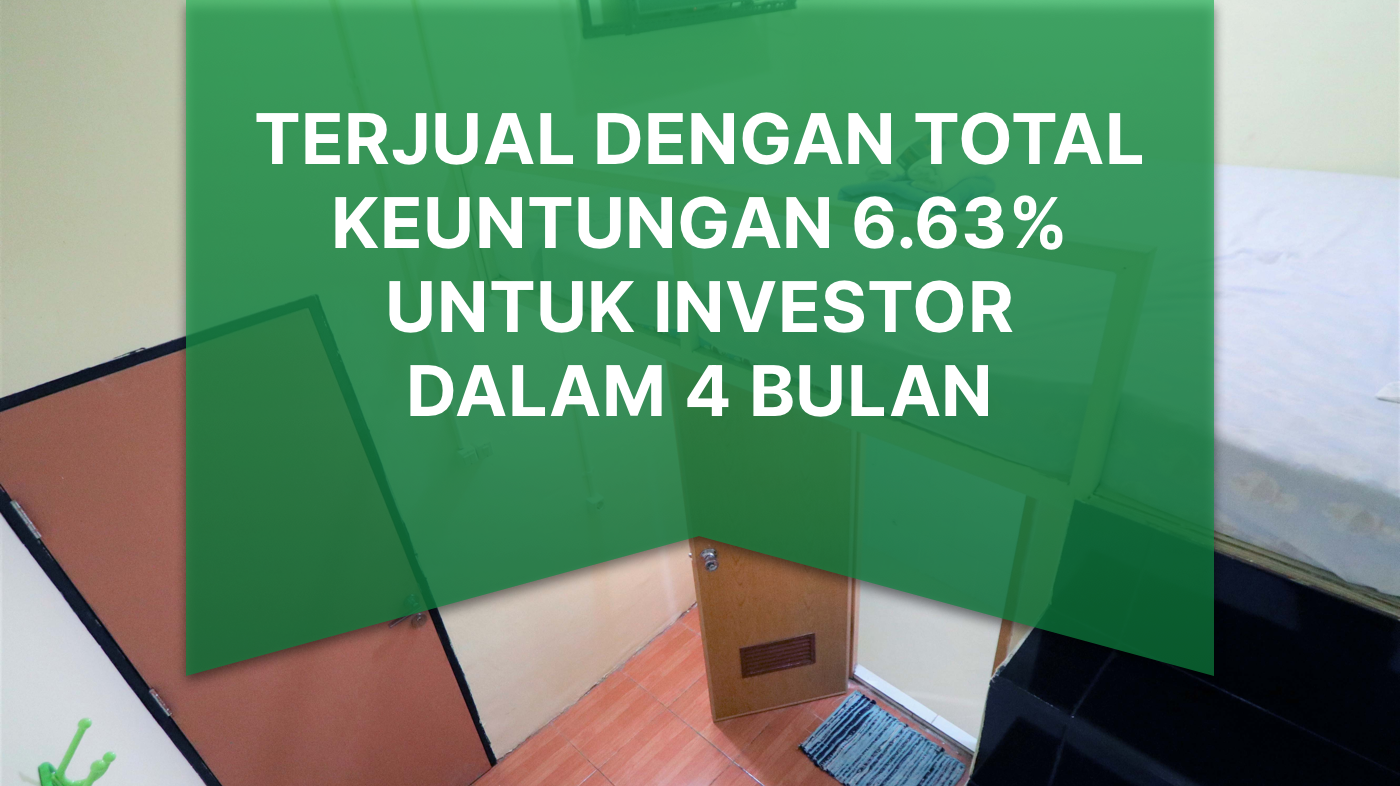 TERJUAL DENGAN TOTAL
KEUNTUNGAN 6.63%
UNTUK INVESTOR
DALAM 4 BULAN